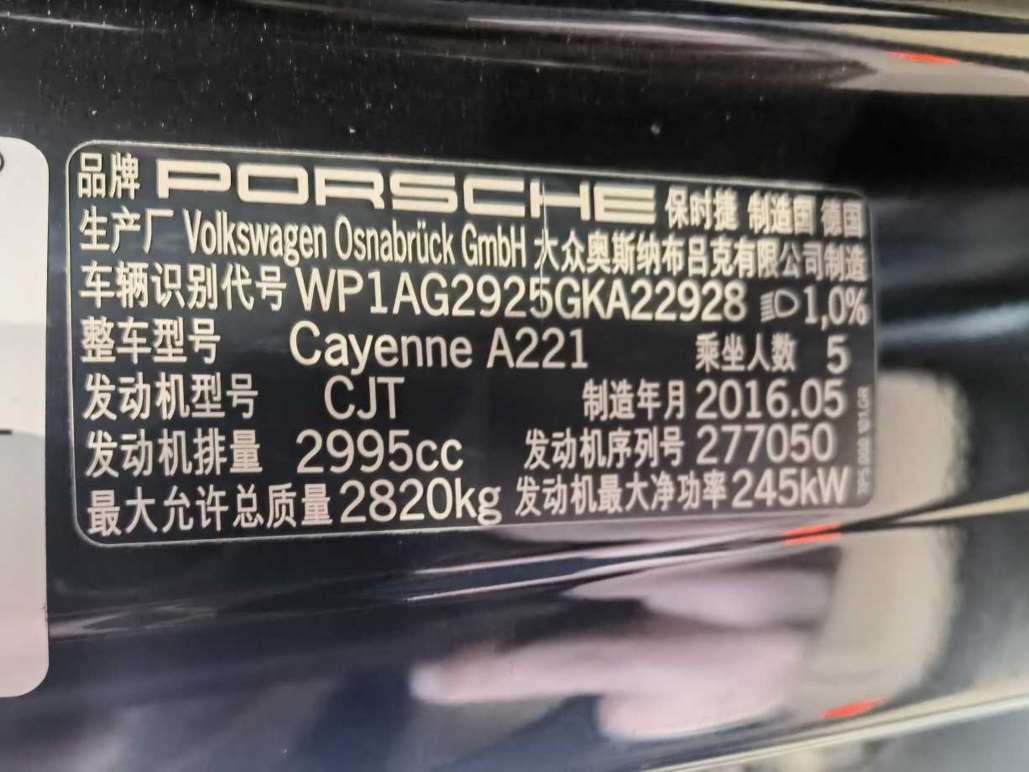 品牌 PORSCHE 保时捷 制造国 德国
生产厂 Volkswagen Osnabrück GmbH 大众奥斯纳布吕克有限公司制造
车辆识别代号 WP1AG2925GKA22928 1,0%
整车型号 Cayenne A221 乘坐人数 5
发动机型号 CJT 制造年月 2016.05
发动机排量 2995cc 发动机序列号 277050
最大允许总质量 2820kg 发动机最大净功率 245kW